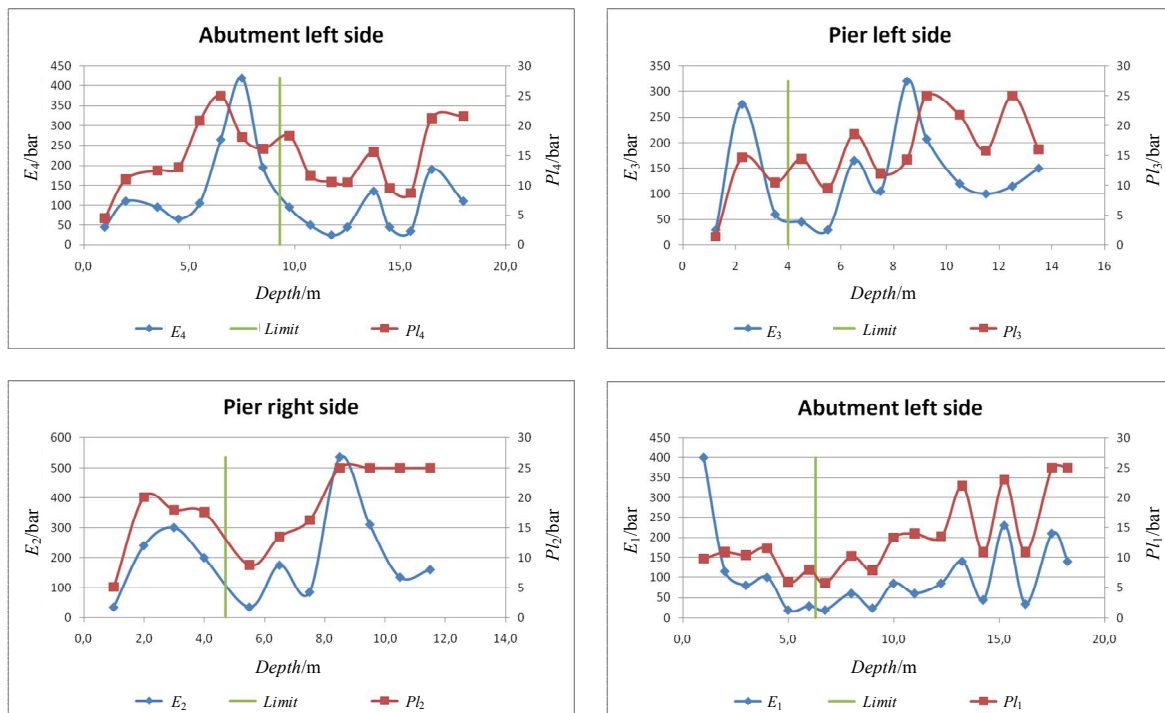 Abutment left side
450 400 350 300 250 200 150 100 50 0
E4/bar
30 25 20 15 10 5 0
Pl4/bar
0,0 5,0 10,0 15,0 20,0
Depth/m
E4 Limit Pl4
Pier left side
350 300 250 200 150 100 50 0
E3/bar
30 25 20 15 10 5 0
Pl3/bar
0 2 4 6 8 10 12 14 16
Depth/m
E3 Limit Pl3
Pier right side
600 500 400 300 200 100 0
E2/bar
30 25 20 15 10 5 0
Pl2/bar
0,0 2,0 4,0 6,0 8,0 10,0 12,0 14,0
Depth/m
E2 Limit Pl2
Abutment left side
450 400 350 300 250 200 150 100 50 0
E1/bar
30 25 20 15 10 5 0
Pl1/bar
0,0 5,0 10,0 15,0 20,0
Depth/m
E1 Limit Pl1